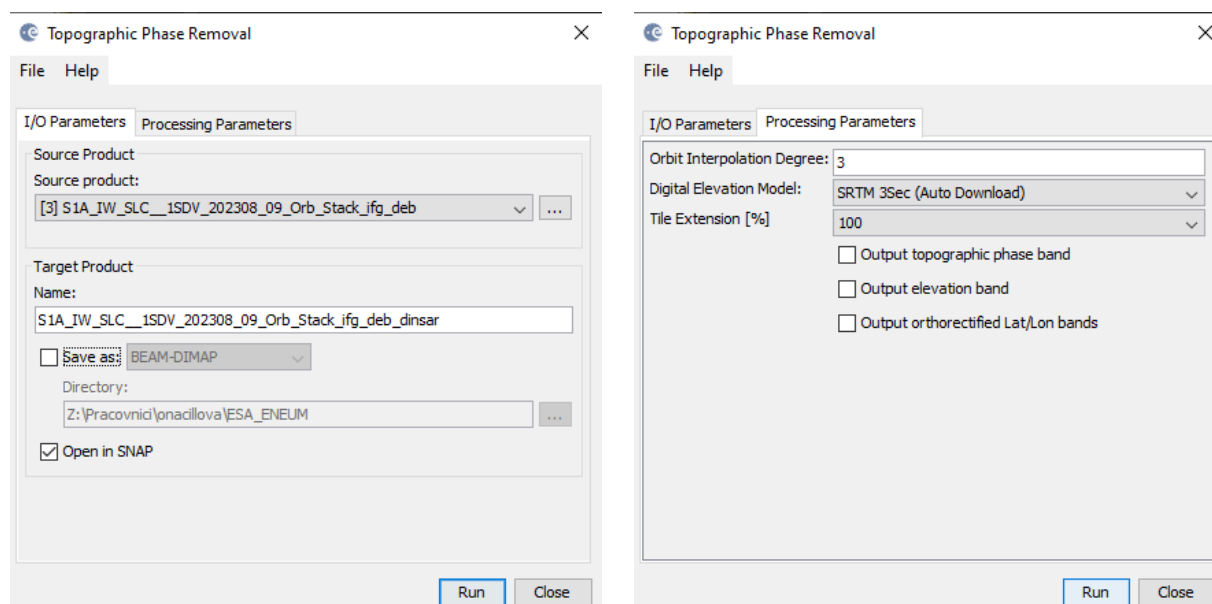 Topographic Phase Removal
File Help
I/O Parameters Processing Parameters
Source Product
Source product:
[3] S1A_IW_SLC__1SDV_202308_09_Orb_Stack_ifg_deb
...
Target Product
Name:
S1A_IW_SLC__1SDV_202308_09_Orb_Stack_ifg_deb_dinsar
Save as: BEAM-DIMAP
Directory:
Z:\Pracovnici\onacillova\ESA_ENEUM
...
Open in SNAP
Run Close
Topographic Phase Removal
File Help
I/O Parameters Processing Parameters
Orbit Interpolation Degree: 3
Digital Elevation Model: SRTM 3Sec (Auto Download)
Tile Extension [%] 100
Output topographic phase band
Output elevation band
Output orthorectified Lat/Lon bands
Run Close